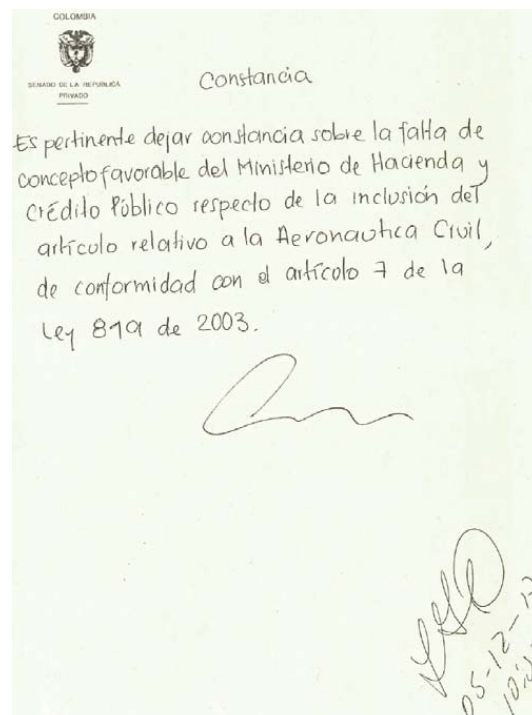 COLOMBIA
SENADO DE LA REPUBLICA
PRIVADO
Constancia
Es pertinente dejar constancia sobre la falta de
concepto favorable del Ministerio de Hacienda y
Crédito Público respecto de la inclusión del
artículo relativo a la Aeronautica Civil,
de conformidad con el artículo 7 de la
Ley 819 de 2003.
05-12-